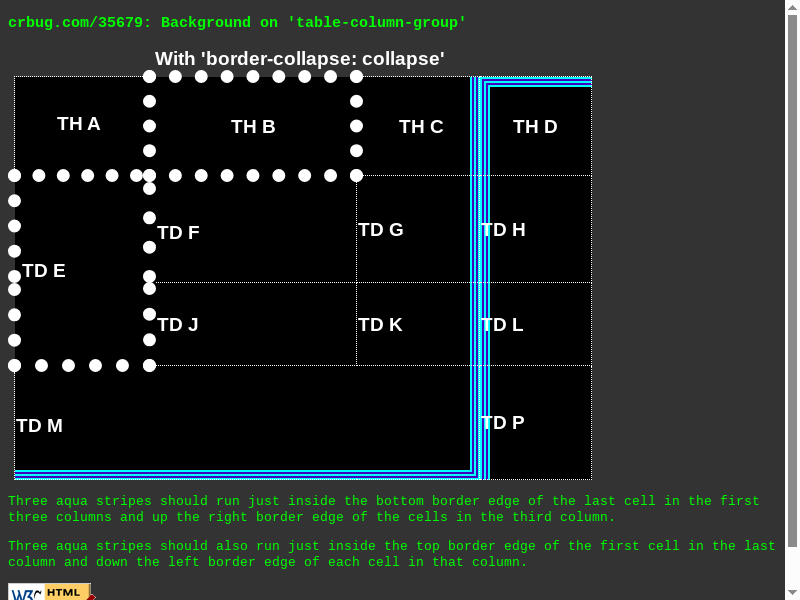 crbug.com/35679: Background on 'table-column-group'
With 'border-collapse: collapse'
TH A
TH B
TH C
TH D
TD E
TD F
TD G
TD H
TD J
TD K
TD L
TD M
TD P
Three aqua stripes should run just inside the bottom border edge of the last cell in the first
three columns and up the right border edge of the cells in the third column.
Three aqua stripes should also run just inside the top border edge of the first cell in the last
column and down the left border edge of each cell in that column.
W3C HTML